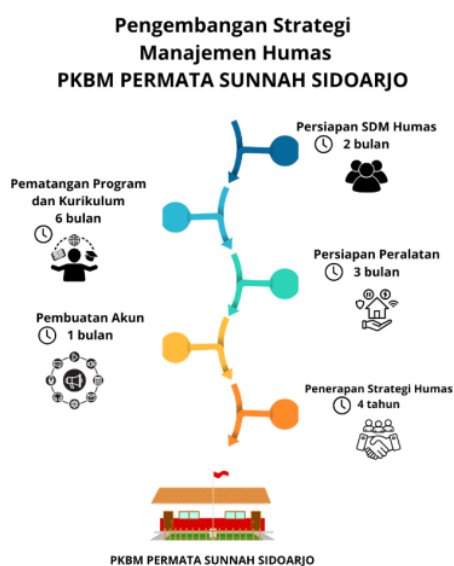 Pengembangan Strategi
Manajemen Humas
PKBM PERMATA SUNNAH SIDOARJO
Persiapan SDM Humas
2 bulan
Pematangan Program
dan Kurikulum
6 bulan
Persiapan Peralatan
3 bulan
Pembuatan Akun
1 bulan
Penerapan Strategi Humas
4 tahun
PKBM PERMATA SUNNAH SIDOARJO